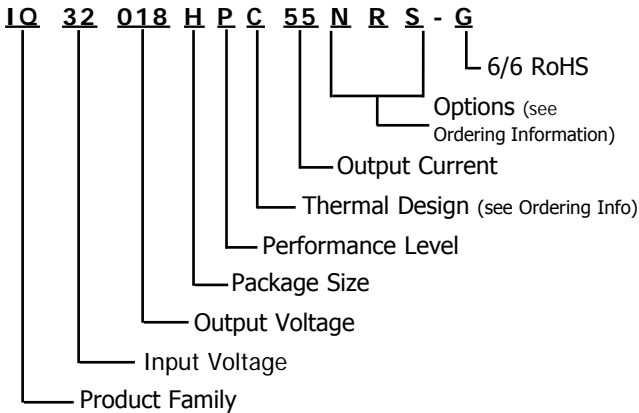 IQ 32 018 H P C 55 N R S - G
6/6 RoHS
Options (see
Ordering Information)
Output Current
Thermal Design (see Ordering Info)
Performance Level
Package Size
Output Voltage
Input Voltage
Product Family